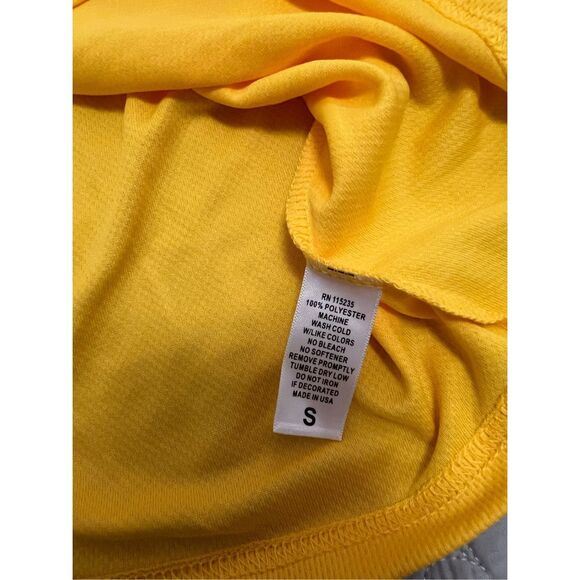 RN 115235
100% POLYESTER
MACHINE
WASH COLD
W/LIKE COLORS
NO BLEACH
NO SOFTENER
REMOVE PROMPTLY
TUMBLE DRY LOW
DO NOT IRON
IF DECORATED
MADE IN USA
S